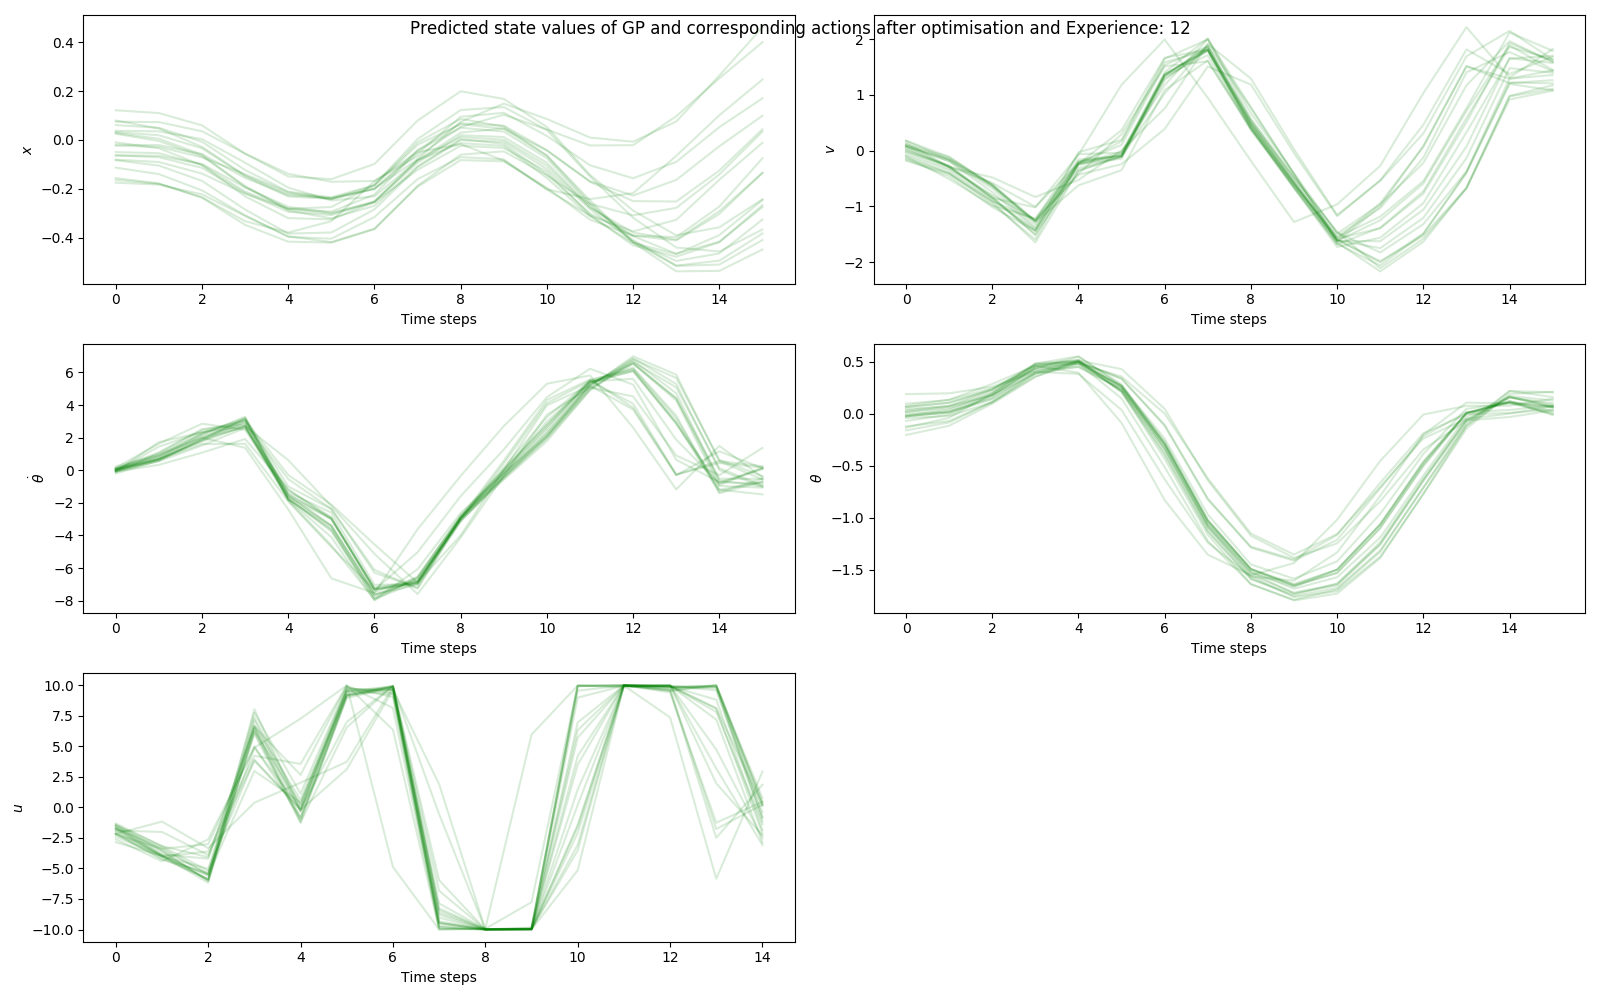 Predicted state values of GP and corresponding actions after optimisation and Experience: 12
0.4
0.2
0.0
−0.2
−0.4
x
0 2 4 6 8 10 12 14
Time steps
2
1
0
−1
−2
v
0 2 4 6 8 10 12 14
Time steps
6
4
2
0
−2
−4
−6
−8
θ̇
0 2 4 6 8 10 12 14
Time steps
0.5
0.0
−0.5
−1.0
−1.5
θ
0 2 4 6 8 10 12 14
Time steps
10.0
7.5
5.0
2.5
0.0
−2.5
−5.0
−7.5
−10.0
u
0 2 4 6 8 10 12 14
Time steps